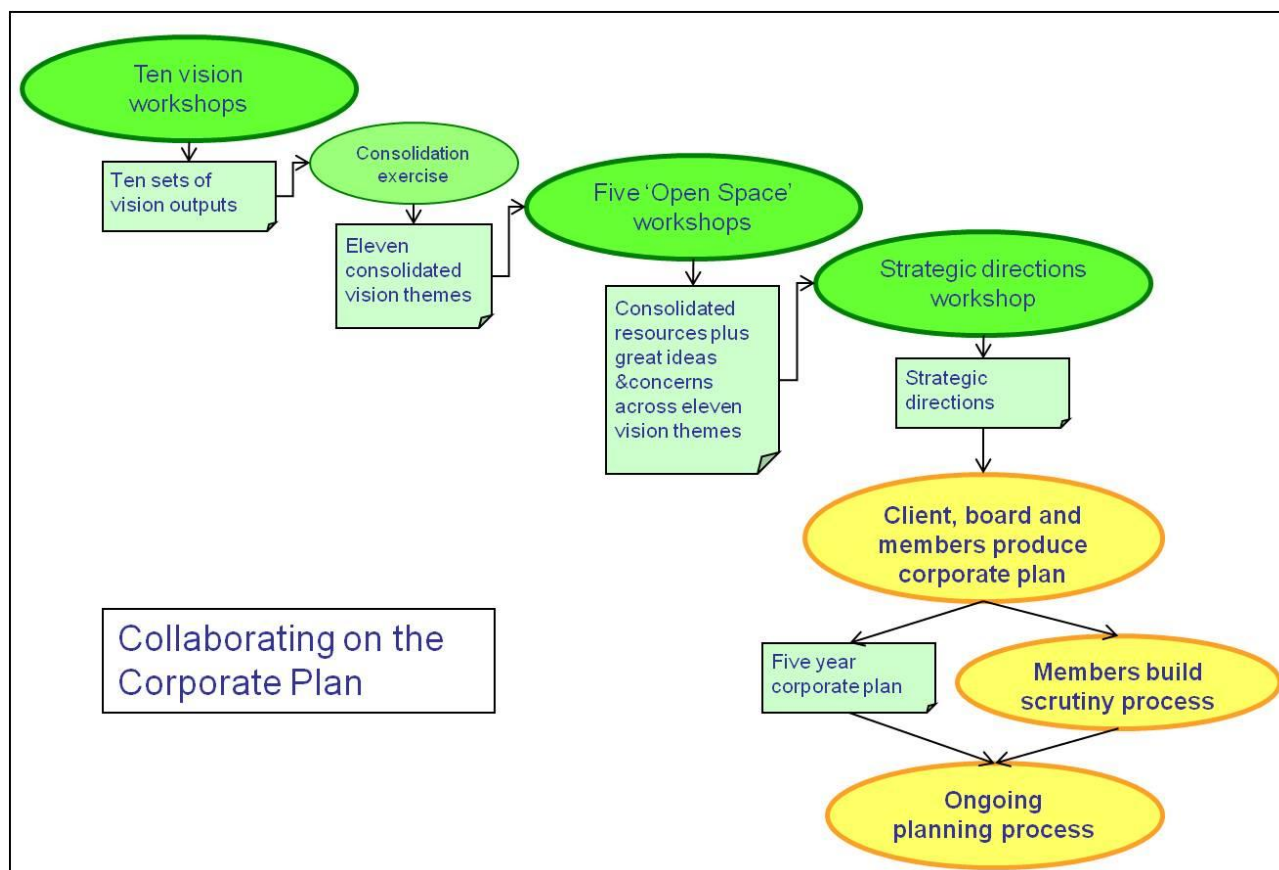 Ten vision
workshops
Ten sets of
vision outputs
Consolidation
exercise
Eleven
consolidated
vision themes
Five ‘Open Space’
workshops
Consolidated
resources plus
great ideas
&concerns
across eleven
vision themes
Strategic directions
workshop
Strategic
directions
Client, board and
members produce
corporate plan
Five year
corporate plan
Members build
scrutiny process
Ongoing
planning process
Collaborating on the
Corporate Plan